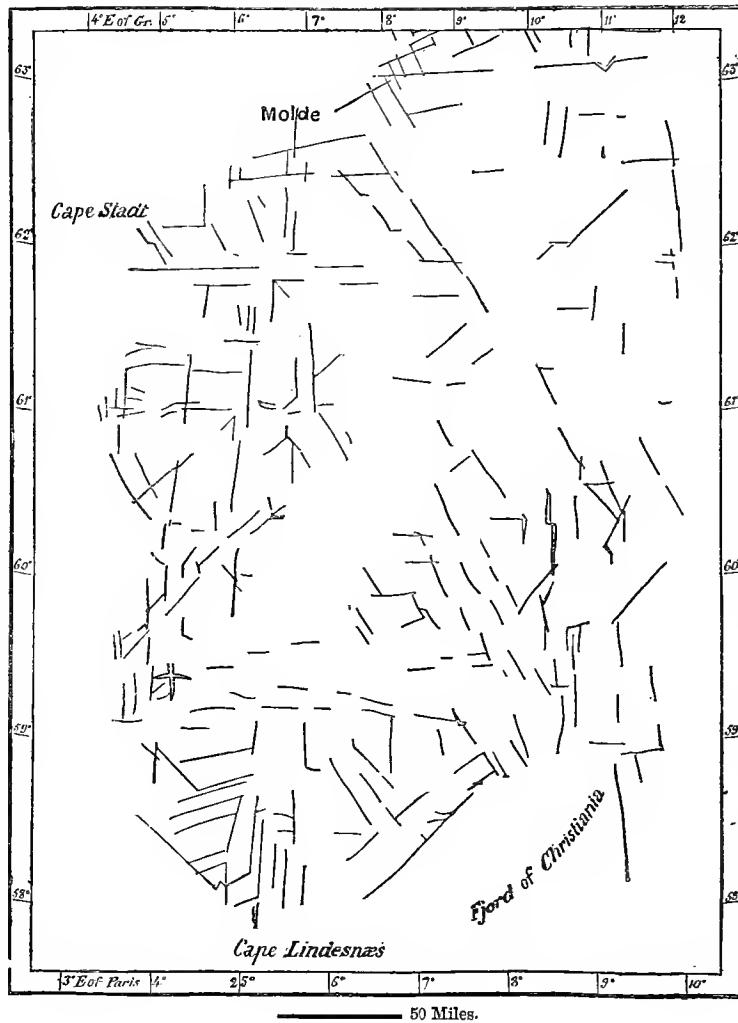 4° E of Gr. 5° 6° 7° 8° 9° 10° 11° 12
63° 63°
Molde
Cape Stadt
62° 62°
61° 61°
60° 60°
59° 59°
Fjord of Christiania
58° 58
Cape Lindesnæs
3° E of Paris 4° 25° 6° 7° 8° 9° 10°
50 Miles.